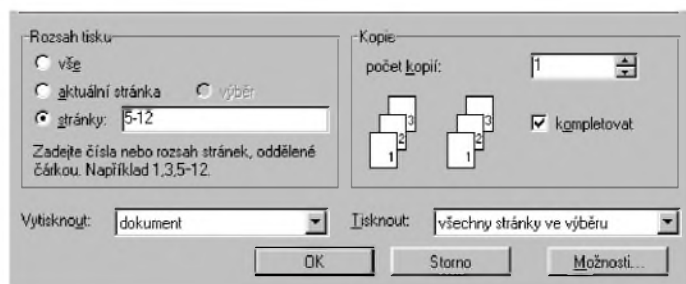 Rozsah tisku
vše
aktuální stránka výběr
stránky: 5-12
Zadejte čísla nebo rozsah stránek, oddělené
čárkou. Například 1,3,5-12.
Kopie
počet kopií: 1
3 3
2 2
1 1
kompletovat
Vytisknout: dokument
Tisknout: všechny stránky ve výběru
OK Storno Možnosti...